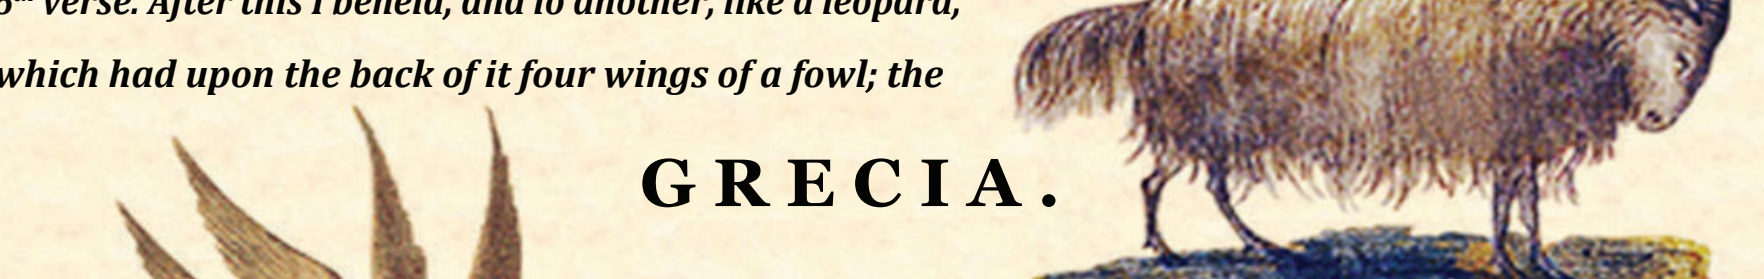 6th verse. After this I beheld, and lo another, like a leopard,
which had upon the back of it four wings of a fowl; the
GRECIA.